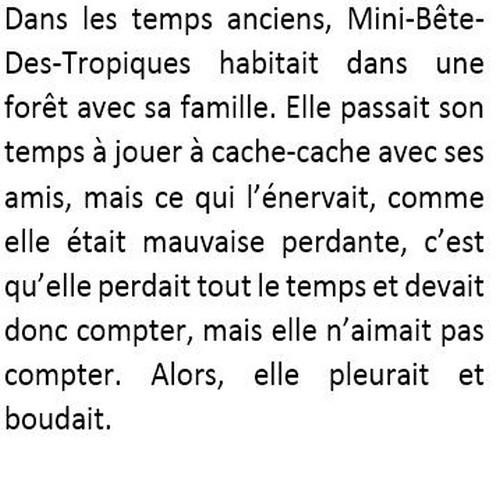 Dans les temps anciens, Mini-Bête-
Des-Tropiques habitait dans une
forêt avec sa famille. Elle passait son
temps à jouer à cache-cache avec ses
amis, mais ce qui l’énervait, comme
elle était mauvaise perdante, c’est
qu’elle perdait tout le temps et devait
donc compter, mais elle n’aimait pas
compter. Alors, elle pleurait et
boudait.